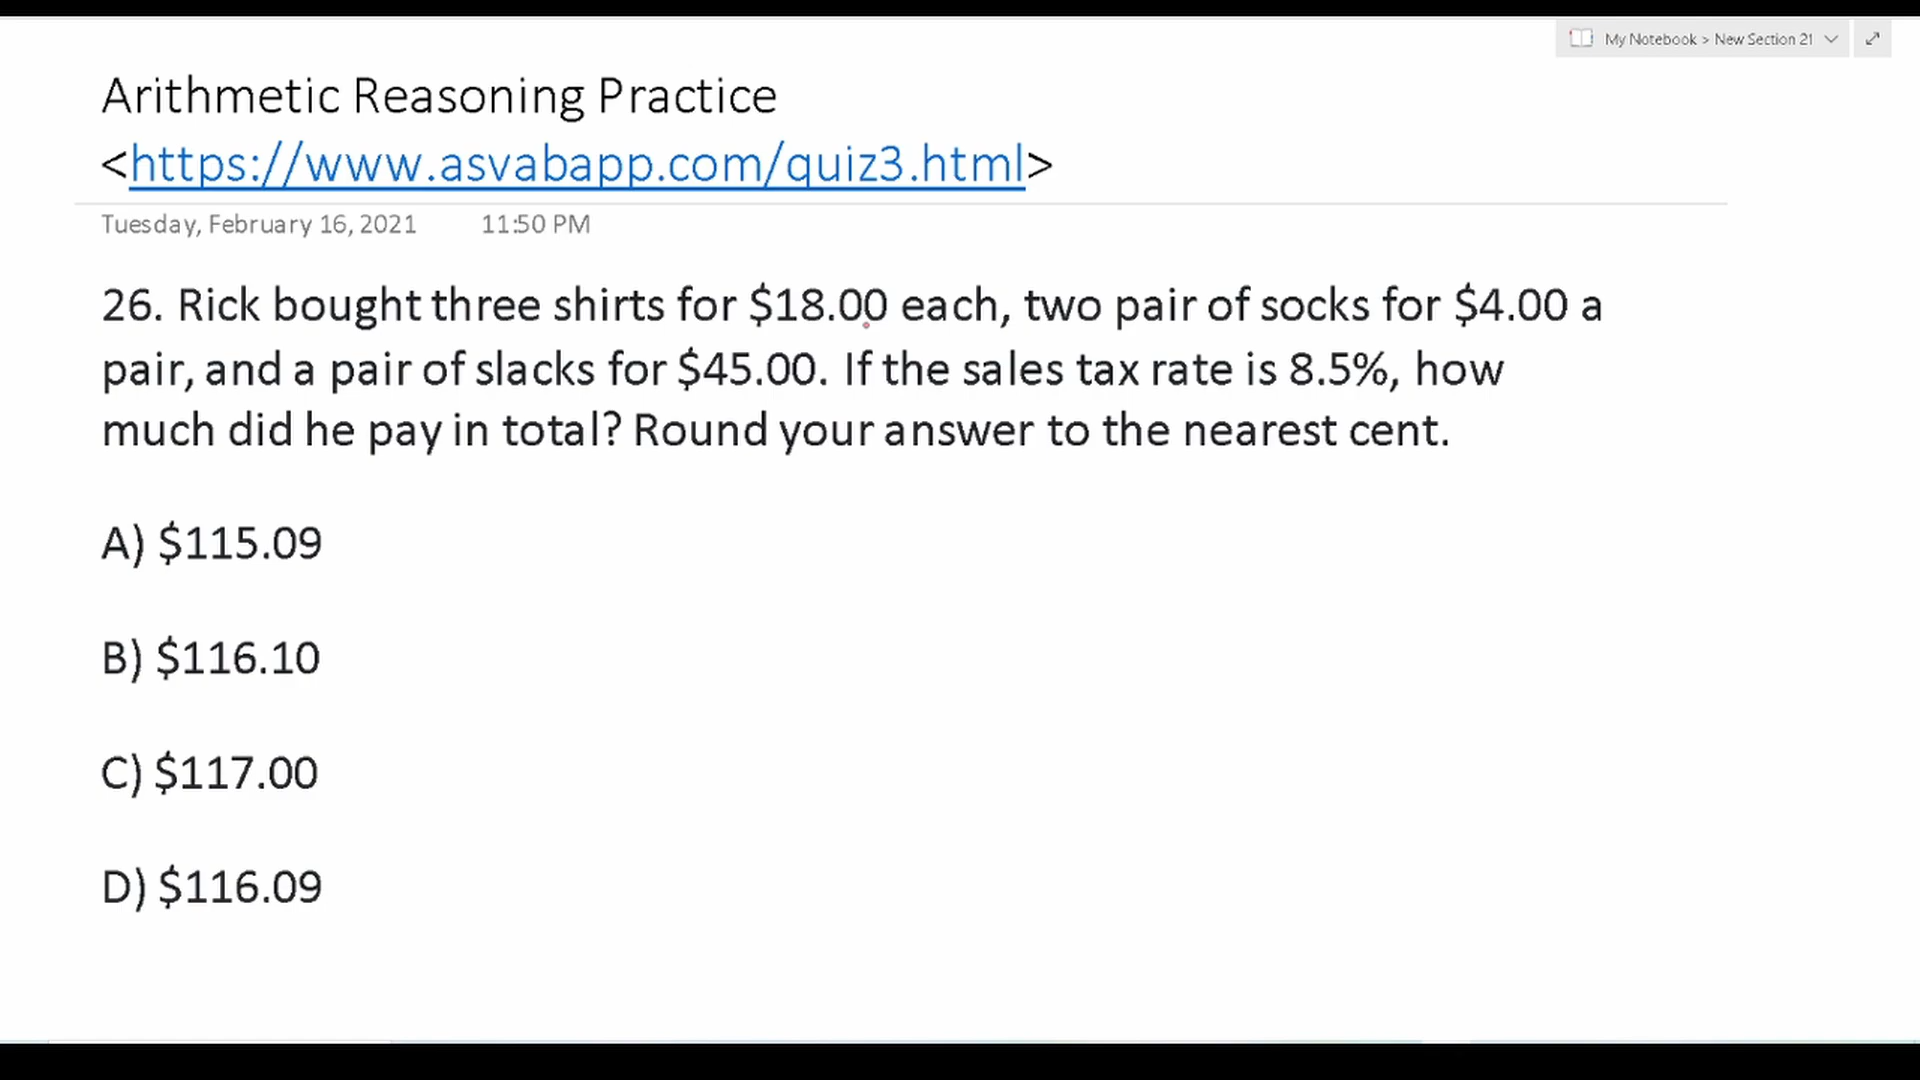 My Notebook > New Section 21
Arithmetic Reasoning Practice
<https://www.asvabapp.com/quiz3.html>
Tuesday, February 16, 2021 11:50 PM
26. Rick bought three shirts for $18.00 each, two pair of socks for $4.00 a
pair, and a pair of slacks for $45.00. If the sales tax rate is 8.5%, how
much did he pay in total? Round your answer to the nearest cent.
A) $115.09
B) $116.10
C) $117.00
D) $116.09